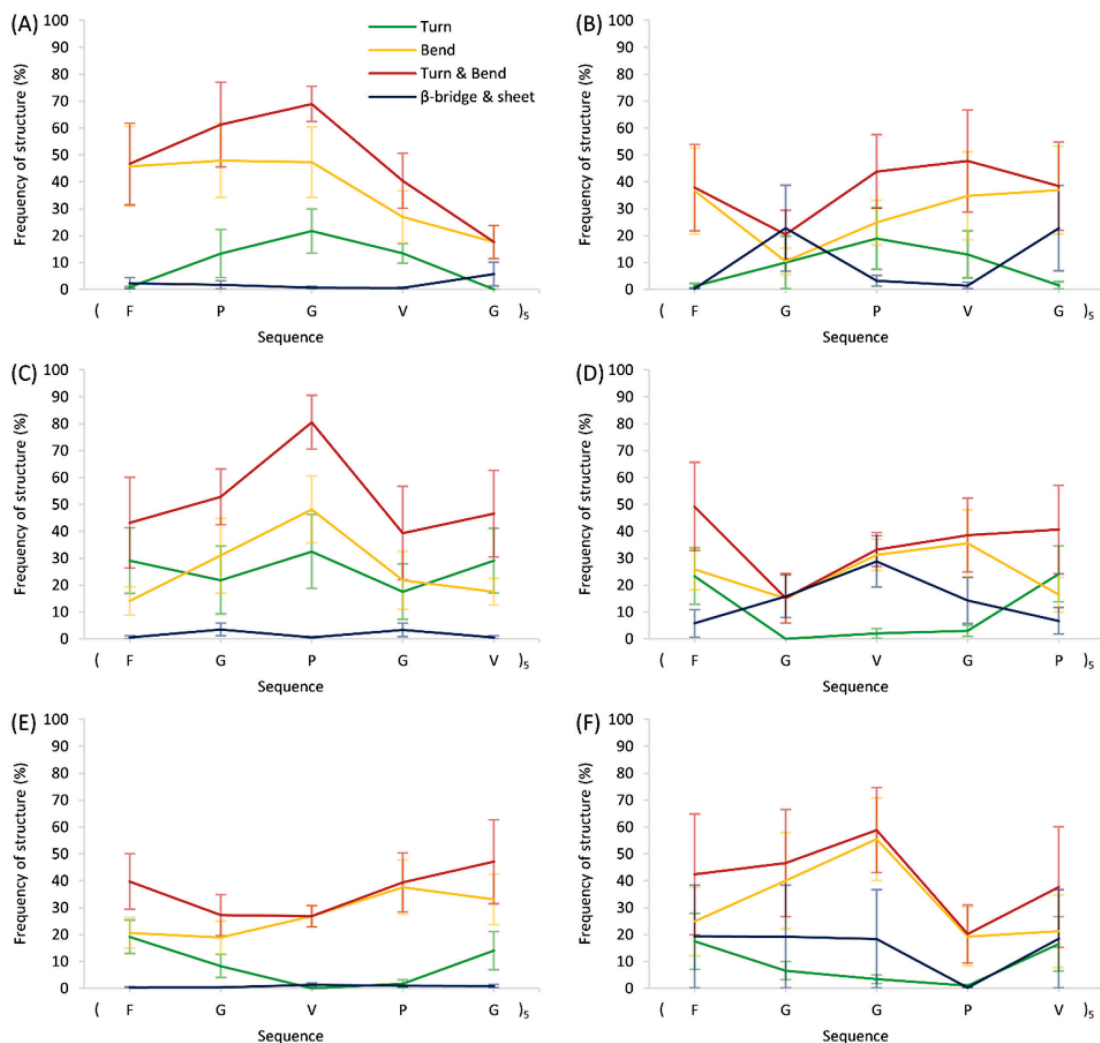 (A)
Frequency of structure (%)
100
90
80
70
60
50
40
30
20
10
0
Turn
Bend
Turn & Bend
β-bridge & sheet
( F P G V G )5
Sequence
(B)
Frequency of structure (%)
100
90
80
70
60
50
40
30
20
10
0
( F G P V G )5
Sequence
(C)
Frequency of structure (%)
100
90
80
70
60
50
40
30
20
10
0
( F G P G V )5
Sequence
(D)
Frequency of structure (%)
100
90
80
70
60
50
40
30
20
10
0
( F G V G P )5
Sequence
(E)
Frequency of structure (%)
100
90
80
70
60
50
40
30
20
10
0
( F G V P G )5
Sequence
(F)
Frequency of structure (%)
100
90
80
70
60
50
40
30
20
10
0
( F G G P V )5
Sequence